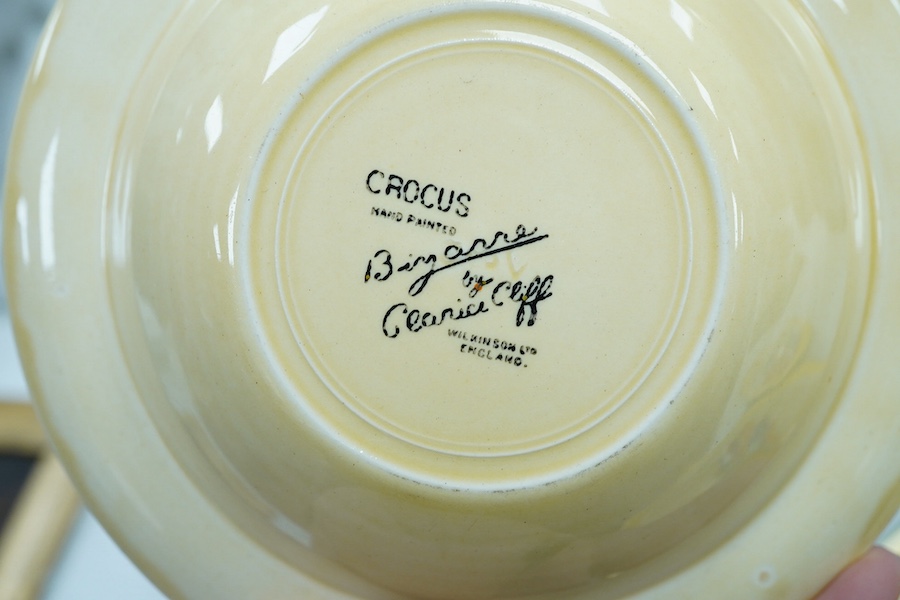 CROCUS
HAND PAINTED
Bizarre
by
Clarice Cliff
WILKINSON LTD
ENGLAND.